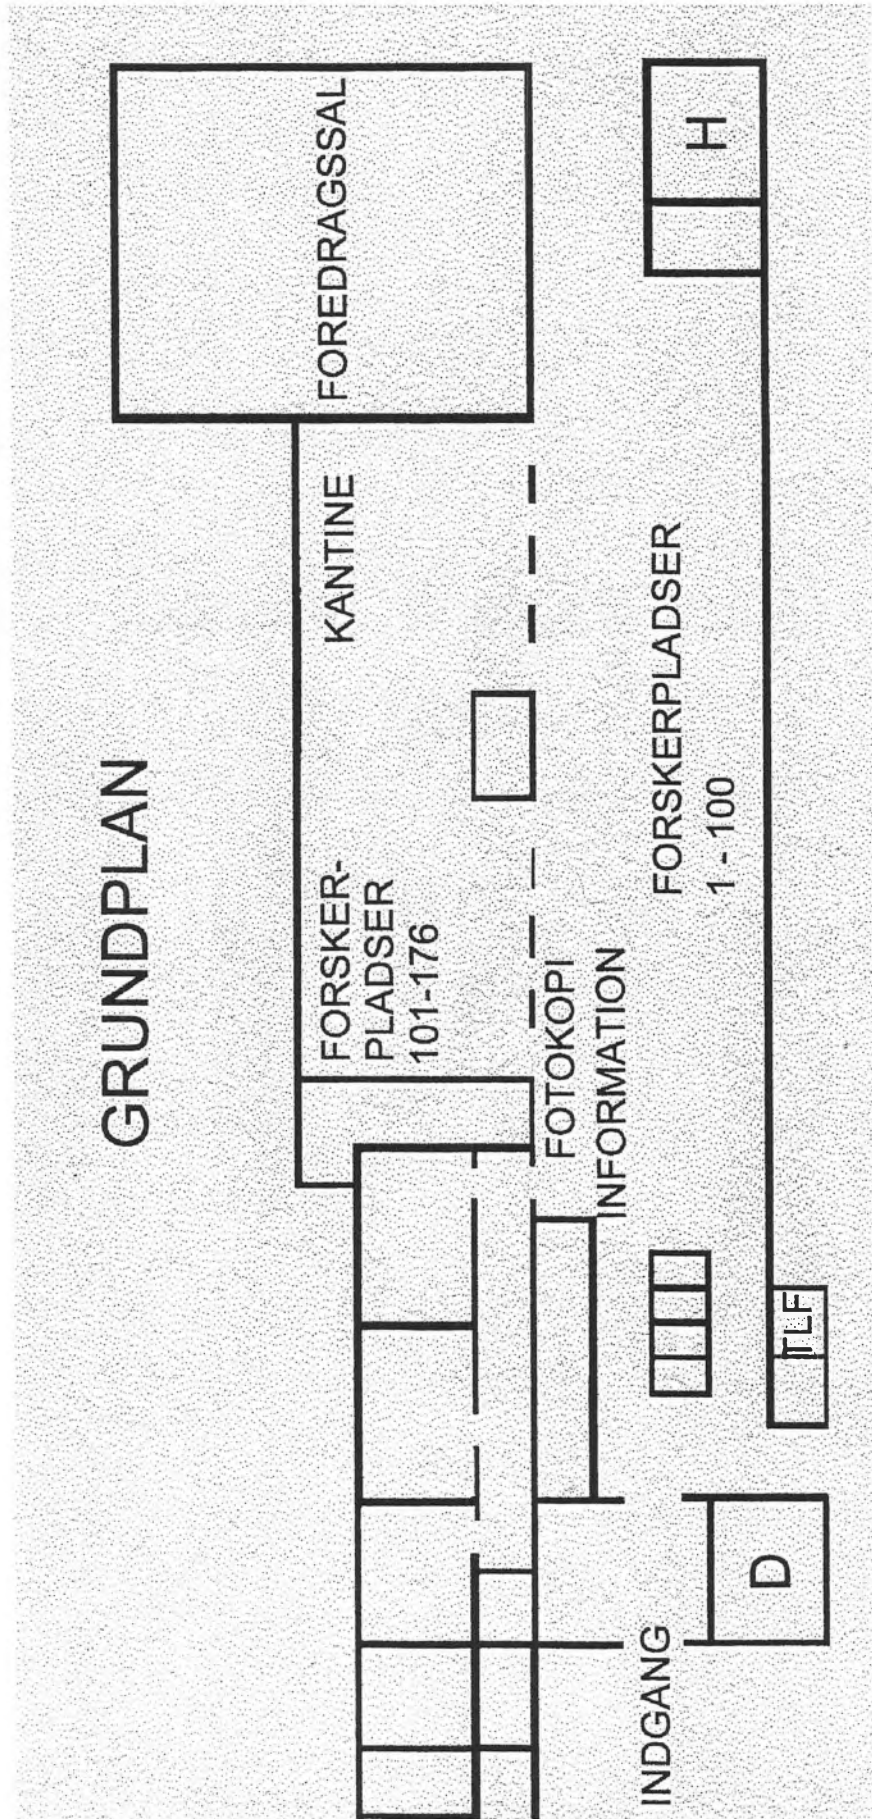 GRUNDPLAN
FOREDRAGSSAL
KANTINE
FORSKER-
PLADSER
101-176
FOTOKOPI
INFORMATION
FORSKERPLADSER
1 - 100
H
TLF
D
INDGANG